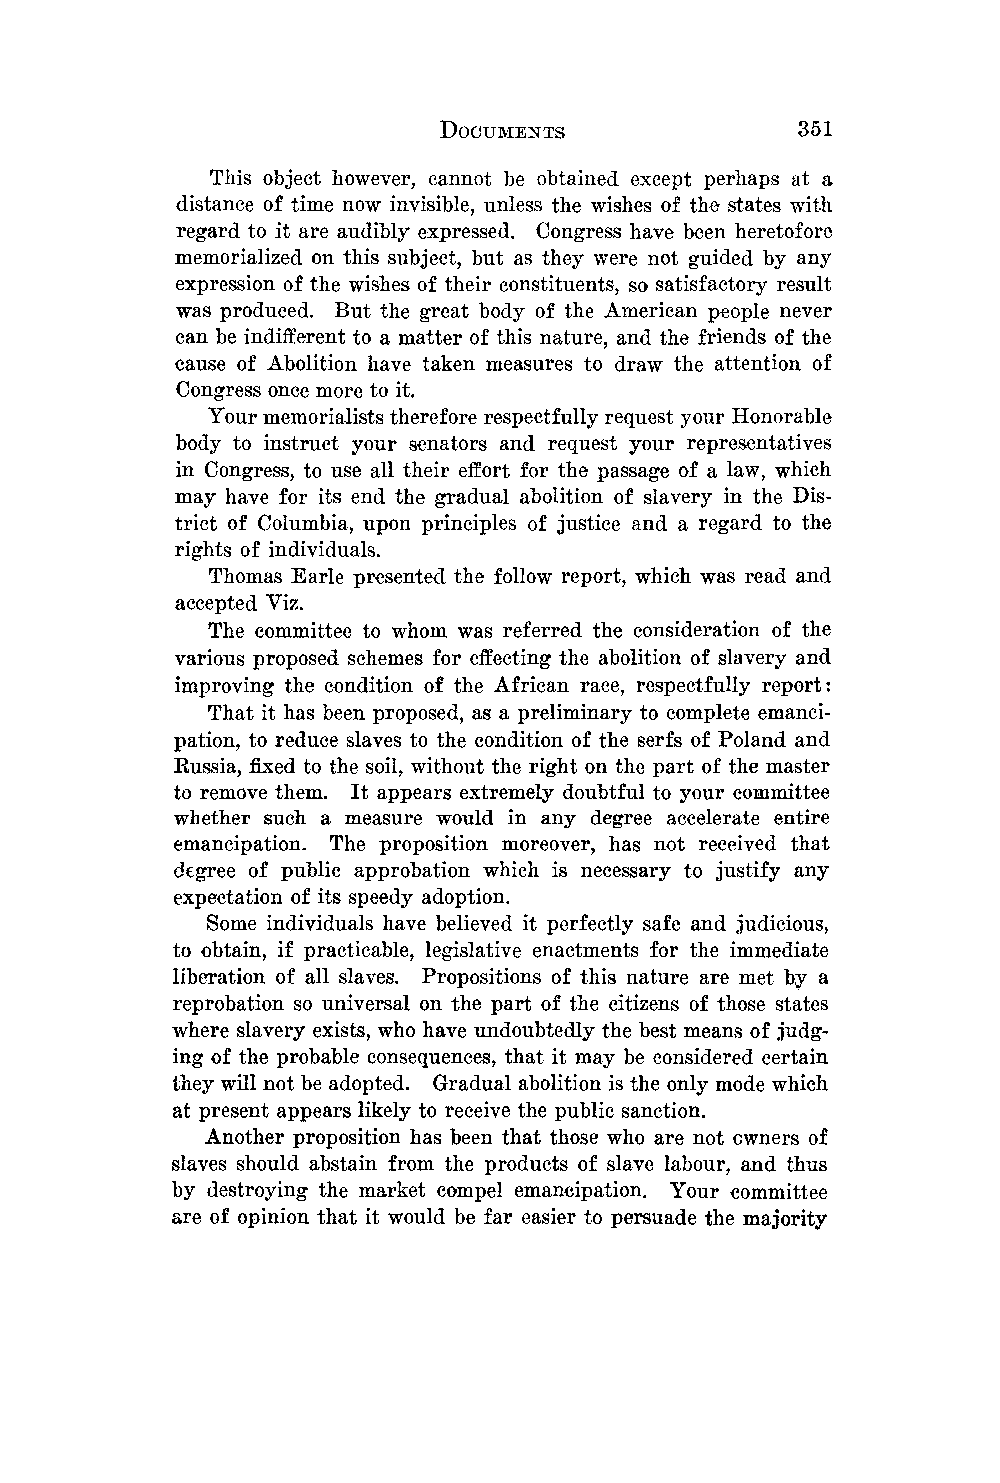 DOCUMENTS 351
This object however, cannot be obtained except perhaps at a
distance of time now invisible, unless the wishes of the states with
regard to it are audibly expressed. Congress have been heretofore
memorialized on this subject, but as they were not guided by any
expression of the wishes of their constituents, so satisfactory result
was produced. But the great body of the American people never
can be indifferent to a matter of this nature, and the friends of the
cause of Abolition have taken measures to draw the attention of
Congress once more to it.
Your memorialists therefore respectfully request your Honorable
body to instruct your senators and request your representatives
in Congress, to use all their effort for the passage of a law, which
may have for its end the gradual abolition of slavery in the Dis-
trict of Columbia, upon principles of justice and a regard to the
rights of individuals.
Thomas Earle presented the follow report, which was read and
accepted Viz.
The committee to whom was referred the consideration of the
various proposed schemes for effecting the abolition of slavery and
improving the condition of the African race, respectfully report:
That it has been proposed, as a preliminary to complete emanci-
pation, to reduce slaves to the condition of the serfs of Poland and
Russia, fixed to the soil, without the right on the part of the master
to remove them. It appears extremely doubtful to your committee
whether such a measure would in any degree accelerate entire
emancipation. The proposition moreover, has not received that
degree of public approbation which is necessary to justify any
expectation of its speedy adoption.
Some individuals have believed it perfectly safe and judicious,
to obtain, if practicable, legislative enactments for the immediate
liberation of all slaves. Propositions of this nature are met by a
reprobation so universal on the part of the citizens of those states
where slavery exists, who have undoubtedly the best means of judg-
ing of the probable consequences, that it may be considered certain
they will not be adopted. Gradual abolition is the only mode which
at present appears likely to receive the public sanction.
Another proposition has been that those who are not owners of
slaves should abstain from the products of slave labour, and thus
by destroying the market compel emancipation. Your committee
are of opinion that it would be far easier to persuade the majority